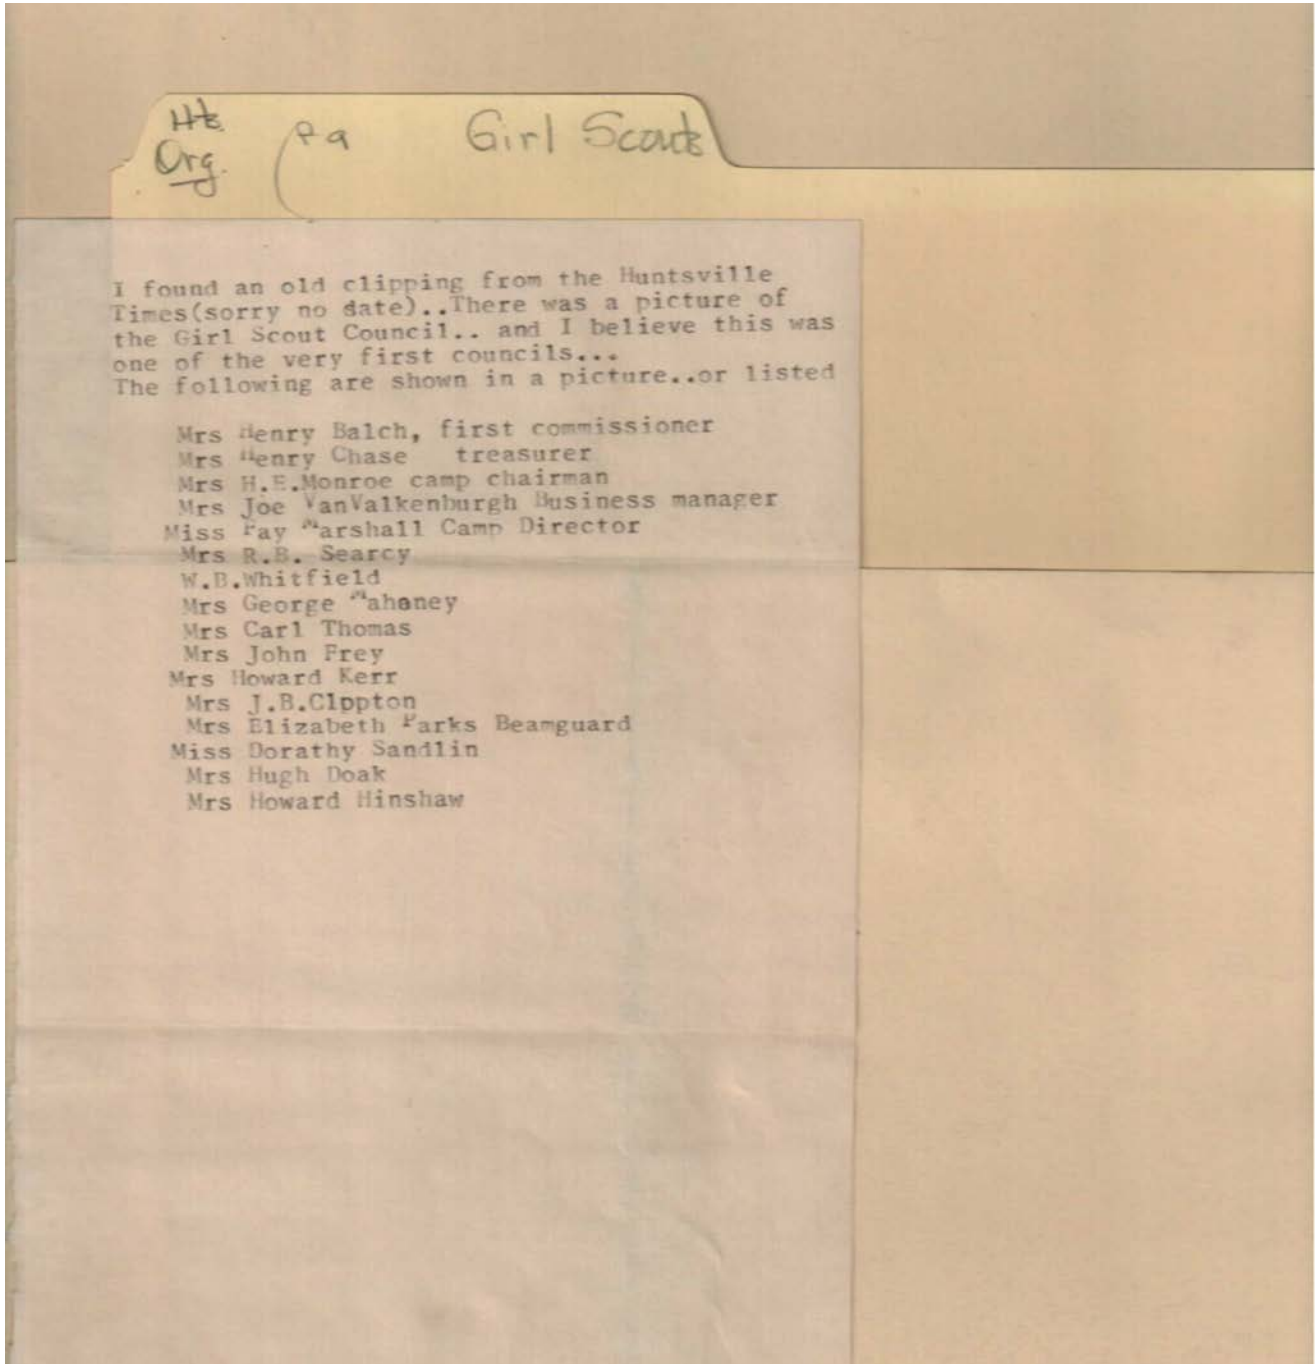 Hts. Girl Scouts
Org.
I found an old clipping from the Huntsville
Times(sorry no date)..There was a picture of
the Girl Scout Council.. and I believe this was
one of the very first councils...
The following are shown in a picture..or listed
Mrs Henry Balch, first commissioner
Mrs Henry Chase treasurer
Mrs H.E.Monroe camp chairman
Mrs Joe VanValkenburgh Business manager
Miss Fay Marshall Camp Director
Mrs R.B. Searcy
W.B.Whitfield
Mrs George Mahoney
Mrs Carl Thomas
Mrs John Frey
Mrs Howard Kerr
Mrs J.B.Clopton
Mrs Elizabeth Parks Beamguard
Miss Dorathy Sandlin
Mrs Hugh Doak
Mrs Howard Hinshaw